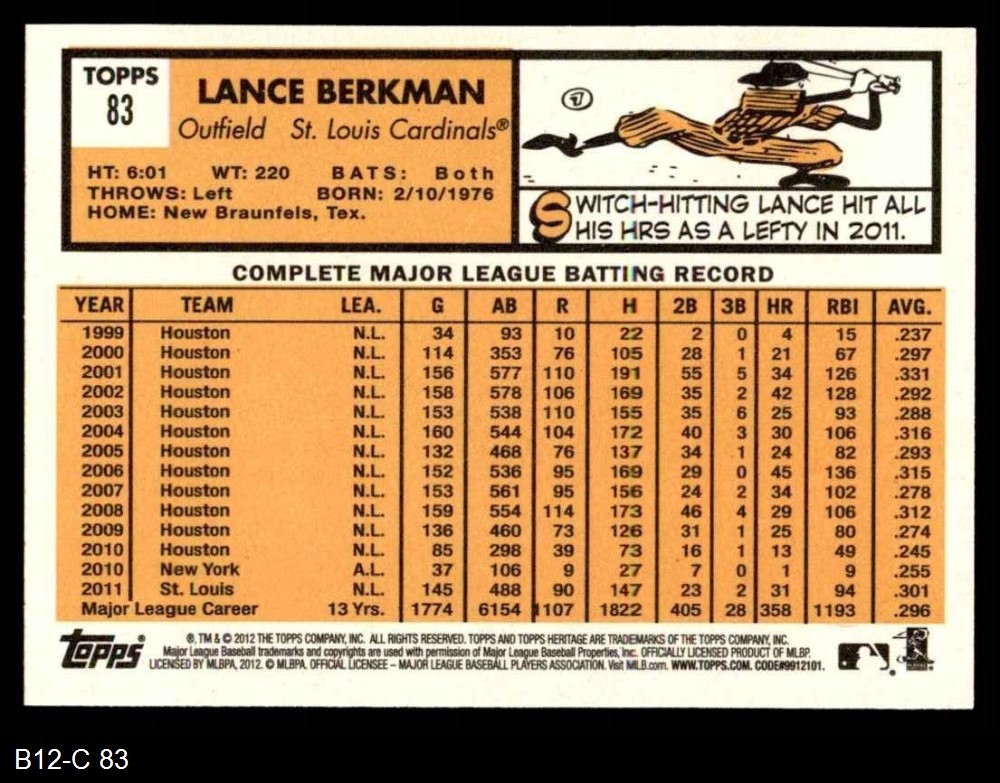 TOPPS
83
LANCE BERKMAN
Outfield St. Louis Cardinals®
HT: 6:01 WT: 220 BATS: Both
THROWS: Left BORN: 2/10/1976
HOME: New Braunfels, Tex.
7
SWITCH-HITTING LANCE HIT ALL
HIS HRS AS A LEFTY IN 2011.
COMPLETE MAJOR LEAGUE BATTING RECORD
YEAR TEAM LEA. G AB R H 2B 3B HR RBI AVG.
1999 Houston N.L. 34 93 10 22 2 0 4 15 .237
2000 Houston N.L. 114 353 76 105 28 1 21 67 .297
2001 Houston N.L. 156 577 110 191 55 5 34 126 .331
2002 Houston N.L. 158 578 106 169 35 2 42 128 .292
2003 Houston N.L. 153 538 110 155 35 6 25 93 .288
2004 Houston N.L. 160 544 104 172 40 3 30 106 .316
2005 Houston N.L. 132 468 76 137 34 1 24 82 .293
2006 Houston N.L. 152 536 95 169 29 0 45 136 .315
2007 Houston N.L. 153 561 95 156 24 2 34 102 .278
2008 Houston N.L. 159 554 114 173 46 4 29 106 .312
2009 Houston N.L. 136 460 73 126 31 1 25 80 .274
2010 Houston N.L. 85 298 39 73 16 1 13 49 .245
2010 New York A.L. 37 106 9 27 7 0 1 9 .255
2011 St. Louis N.L. 145 488 90 147 23 2 31 94 .301
Major League Career 13 Yrs. 1774 6154 1107 1822 405 28 358 1193 .296
Topps®
®, TM & © 2012 THE TOPPS COMPANY, INC. ALL RIGHTS RESERVED. TOPPS AND TOPPS HERITAGE ARE TRADEMARKS OF THE TOPPS COMPANY, INC.
Major League Baseball trademarks and copyrights are used with permission of Major League Baseball Properties, Inc. OFFICIALLY LICENSED PRODUCT OF MLBP.
LICENSED BY MLBPA, 2012. © MLBPA. OFFICIAL LICENSEE – MAJOR LEAGUE BASEBALL PLAYERS ASSOCIATION. Visit MLB.com. WWW.TOPPS.COM. CODE#9912101.
B12-C 83